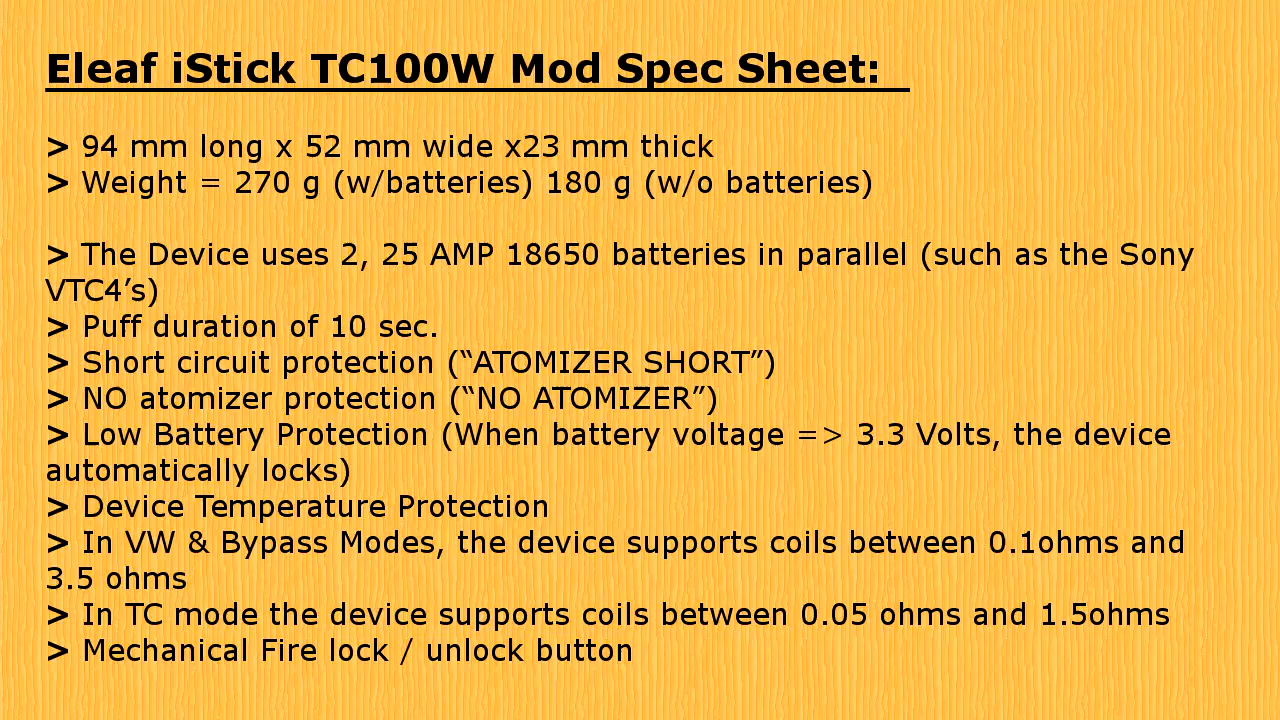 Eleaf iStick TC100W Mod Spec Sheet:
> 94 mm long x 52 mm wide x23 mm thick
> Weight = 270 g (w/batteries) 180 g (w/o batteries)
> The Device uses 2, 25 AMP 18650 batteries in parallel (such as the Sony
VTC4’s)
> Puff duration of 10 sec.
> Short circuit protection (“ATOMIZER SHORT”)
> NO atomizer protection (“NO ATOMIZER”)
> Low Battery Protection (When battery voltage => 3.3 Volts, the device
automatically locks)
> Device Temperature Protection
> In VW & Bypass Modes, the device supports coils between 0.1ohms and
3.5 ohms
> In TC mode the device supports coils between 0.05 ohms and 1.5ohms
> Mechanical Fire lock / unlock button